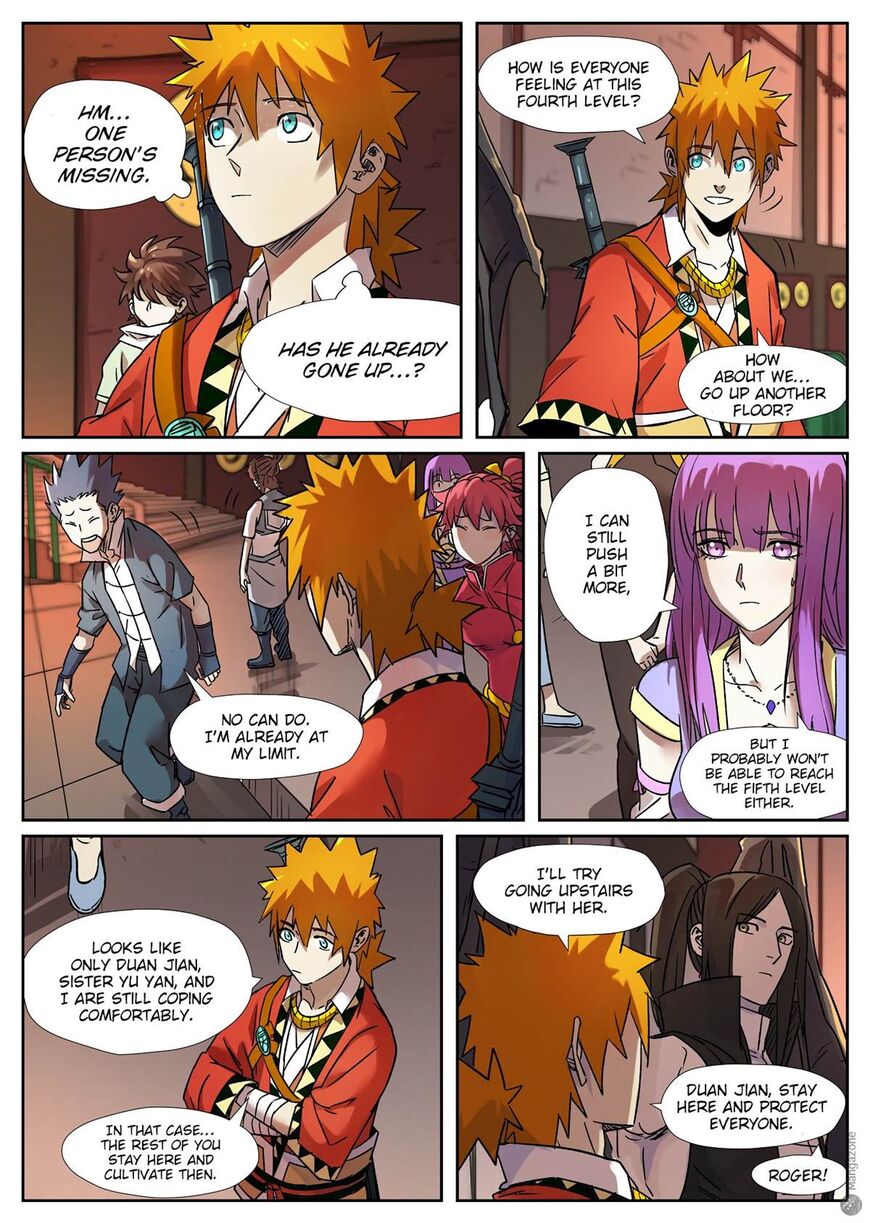 HM...
ONE
PERSON'S
MISSING.
HAS HE ALREADY
GONE UP...?
HOW IS EVERYONE
FEELING AT THIS
FOURTH LEVEL?
HOW
ABOUT WE...
GO UP ANOTHER
FLOOR?
NO CAN DO.
I'M ALREADY AT
MY LIMIT.
I CAN
STILL
PUSH
A BIT
MORE,
BUT I
PROBABLY WON'T
BE ABLE TO REACH
THE FIFTH LEVEL
EITHER.
LOOKS LIKE
ONLY DUAN JIAN,
SISTER YU YAN, AND
I ARE STILL COPING
COMFORTABLY.
IN THAT CASE...
THE REST OF YOU
STAY HERE AND
CULTIVATE THEN.
I'LL TRY
GOING UPSTAIRS
WITH HER.
DUAN JIAN, STAY
HERE AND PROTECT
EVERYONE.
ROGER!
Mangazone